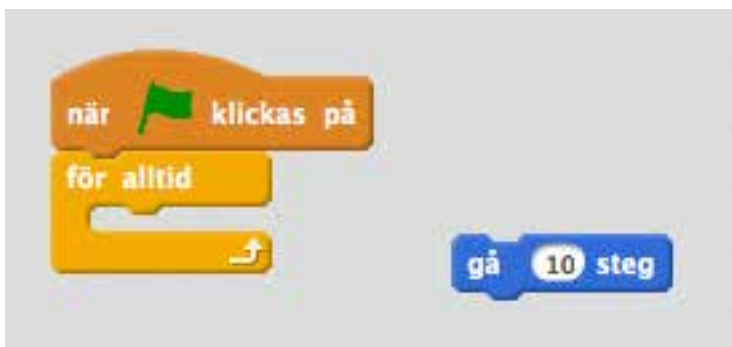 när klickas på
för alltid
gå 10 steg